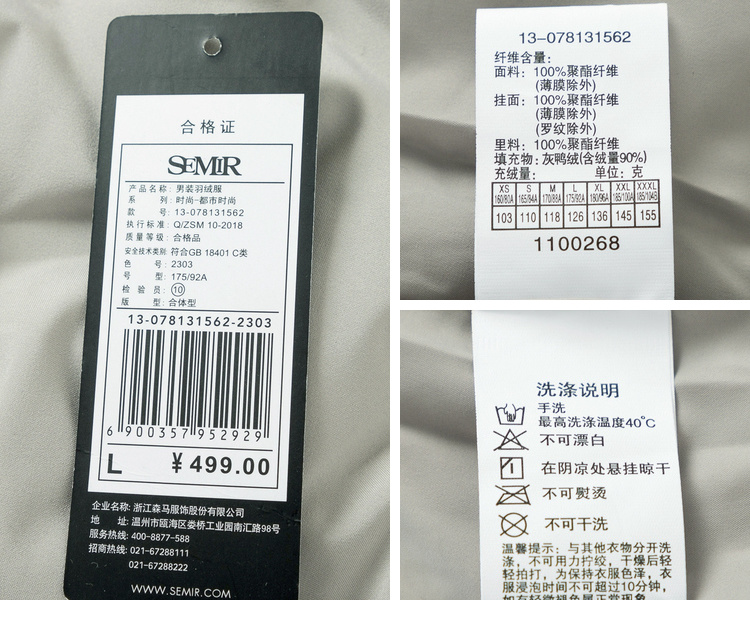 合格证
SEMIR
产品名称: 男装羽绒服
系 列: 时尚-都市时尚
款 号: 13-078131562
执行标准: Q/ZSM 10-2018
质量等级: 合格品
安全技术类别: 符合GB 18401 C类
色 号: 2303
号 型: 175/92A
检 验 员: ⑩
版 型: 合体型
13-078131562-2303
6 900357 952929
L ¥499.00
企业名称: 浙江森马服饰股份有限公司
地 址: 温州市瓯海区娄桥工业园南汇路98号
服务热线: 400-8877-588
招商热线: 021-67288111
021-67288222
WWW.SEMIR.COM
13-078131562
纤维含量:
面料: 100%聚酯纤维
(薄膜除外)
挂面: 100%聚酯纤维
(薄膜除外)
(罗纹除外)
里料: 100%聚酯纤维
填充物: 灰鸭绒(含绒量90%)
充绒量: 单位: 克
XS S M L XL XXL XXXL
160/80A 165/84A 170/88A 175/92A 180/96A 185/100A 185/104B
103 110 118 126 136 145 155
1100268
洗涤说明
手洗
最高洗涤温度40°C
不可漂白
在阴凉处悬挂晾干
不可熨烫
不可干洗
温馨提示: 与其他衣物分开洗
涤, 不可用力拧绞, 干燥后轻
轻拍打, 为保持衣服色泽, 衣
服浸泡时间不可超过10分钟,
如有轻微褪色属正常现象